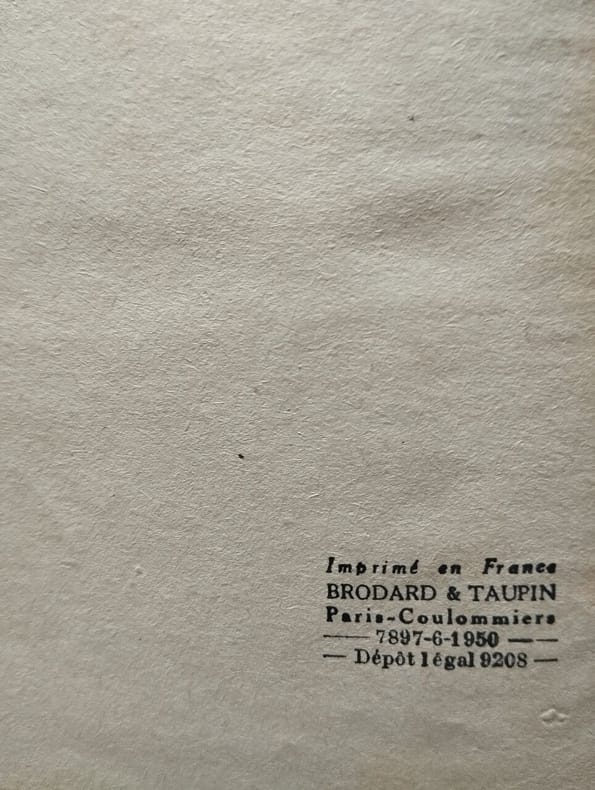 Imprimé en France
BRODARD & TAUPIN
Paris-Coulommiers
7897-6-1950
Dépôt légal 9208